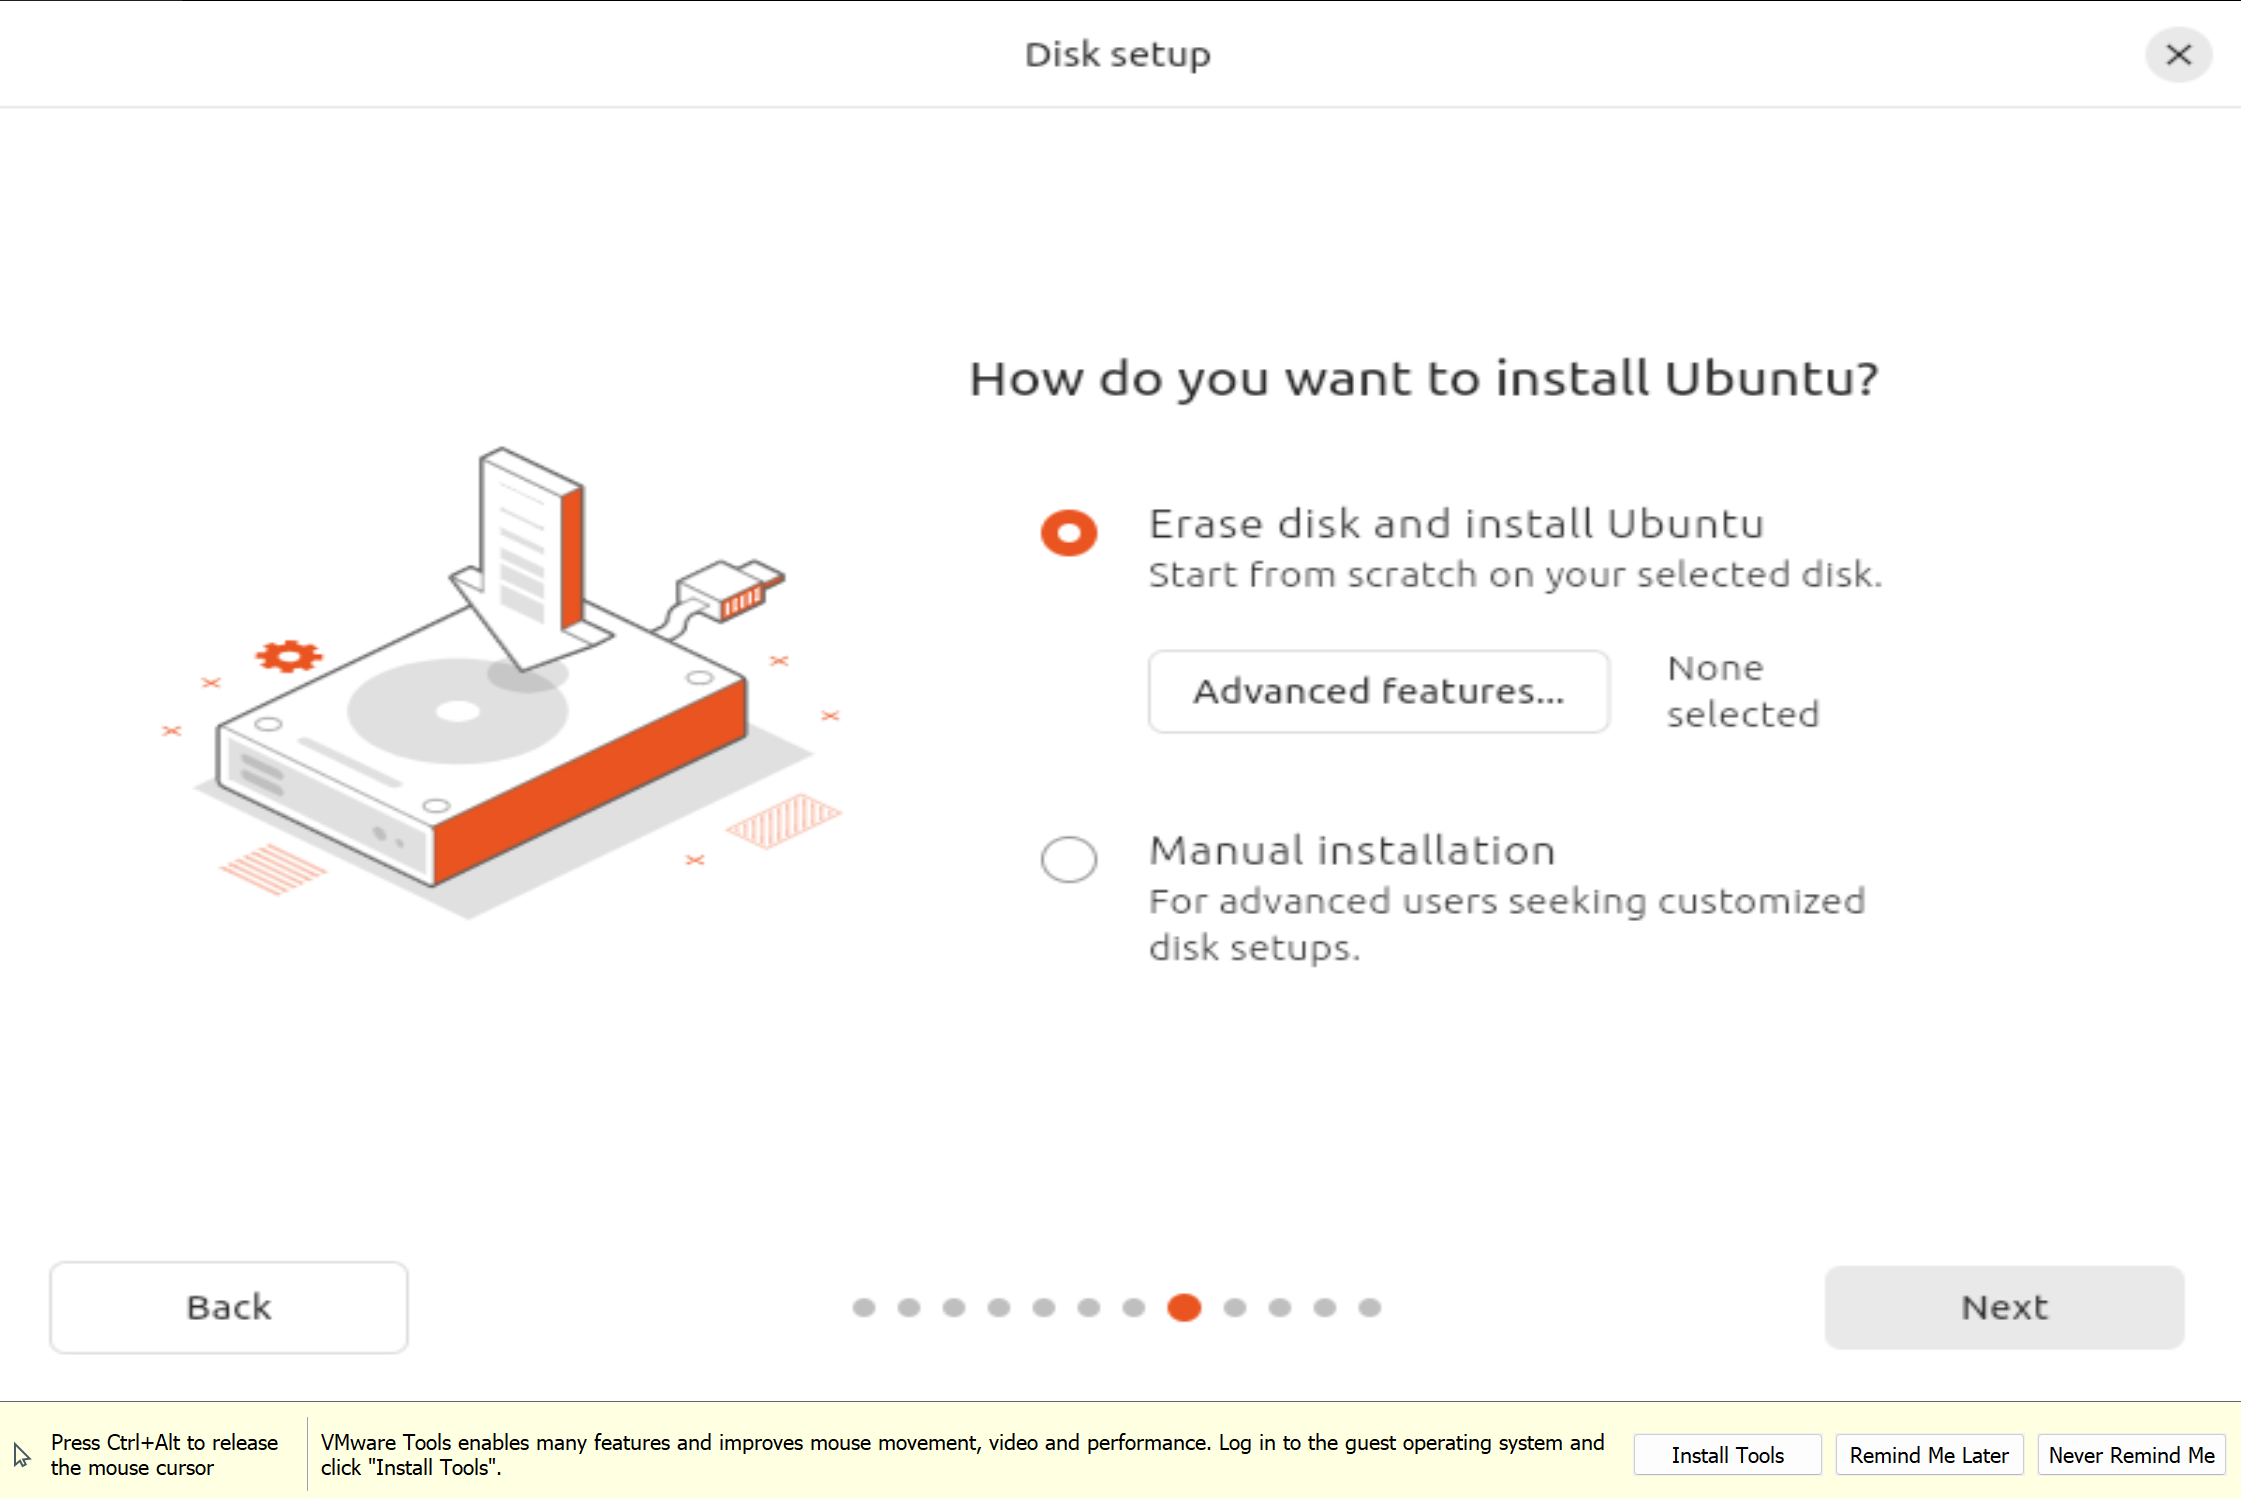 Disk setup
How do you want to install Ubuntu?
Erase disk and install Ubuntu
Start from scratch on your selected disk.
Advanced features...
None
selected
Manual installation
For advanced users seeking customized
disk setups.
Back
Next
Press Ctrl+Alt to release
the mouse cursor
VMware Tools enables many features and improves mouse movement, video and performance. Log in to the guest operating system and
click "Install Tools".
Install Tools
Remind Me Later
Never Remind Me